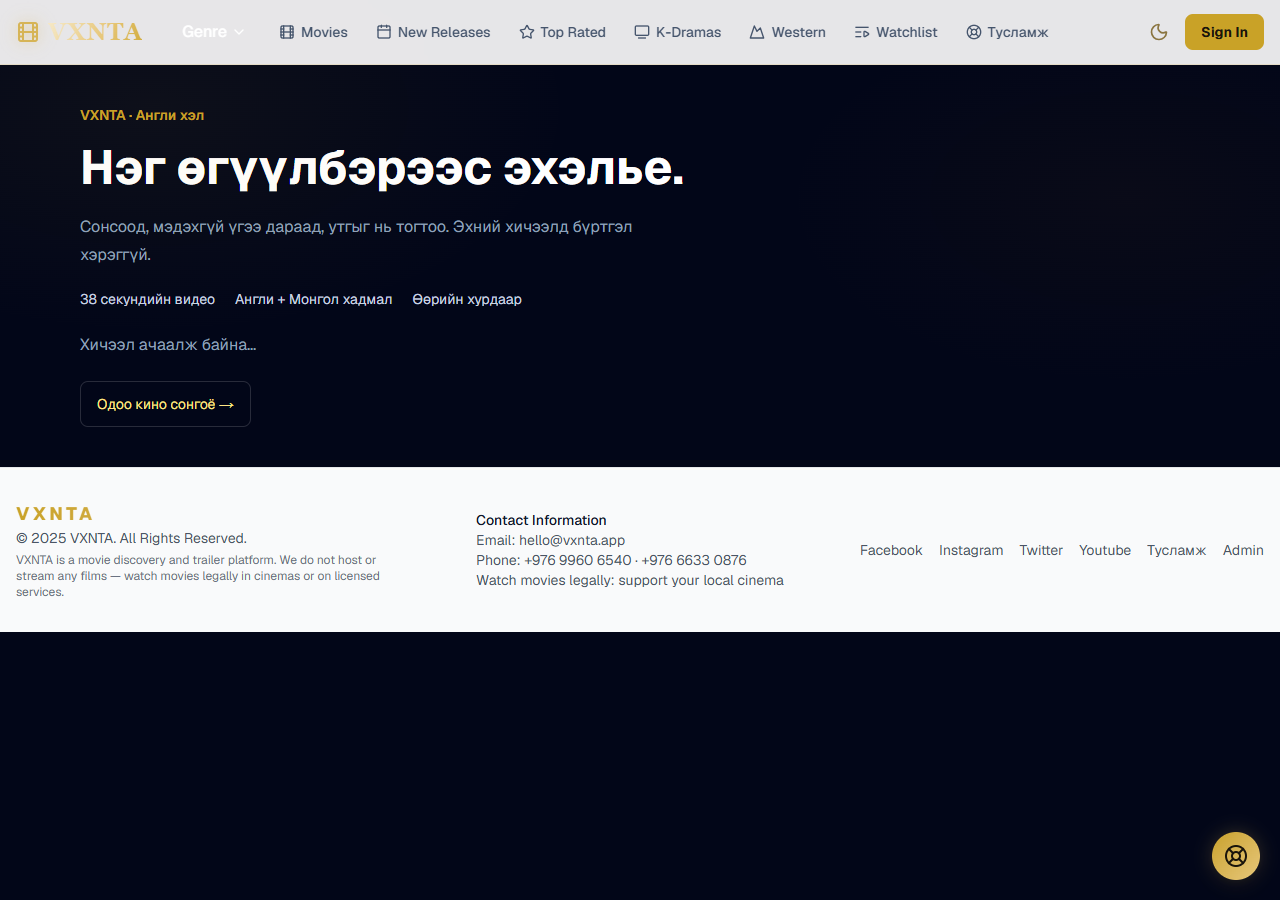 VXNTA Genre Movies New Releases Top Rated K-Dramas Western Watchlist Тусламж Sign In
VXNTA · Англи хэл
Нэг өгүүлбэрээс эхэлье.
Сонсоод, мэдэхгүй үгээ дараад, утгыг нь тогтоо. Эхний хичээлд бүртгэл
хэрэггүй.
38 секундийн видео Англи + Монгол хадмал Өөрийн хурдаар
Хичээл ачаалж байна...
Одоо кино сонгоё →
VXNTA
© 2025 VXNTA. All Rights Reserved.
VXNTA is a movie discovery and trailer platform. We do not host or
stream any films — watch movies legally in cinemas or on licensed
services.
Contact Information
Email: hello@vxnta.app
Phone: +976 9960 6540 · +976 6633 0876
Watch movies legally: support your local cinema
Facebook Instagram Twitter Youtube Тусламж Admin